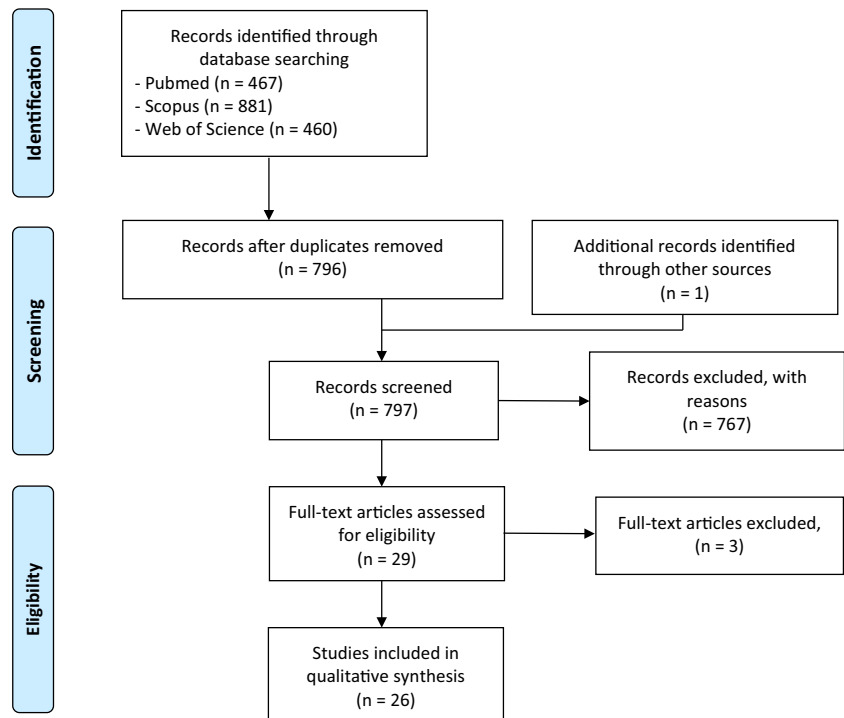 Identification
Records identified through
database searching
- Pubmed (n = 467)
- Scopus (n = 881)
- Web of Science (n = 460)
Screening
Records after duplicates removed
(n = 796)
Additional records identified
through other sources
(n = 1)
Records screened
(n = 797)
Records excluded, with
reasons
(n = 767)
Eligibility
Full-text articles assessed
for eligibility
(n = 29)
Full-text articles excluded,
(n = 3)
Studies included in
qualitative synthesis
(n = 26)